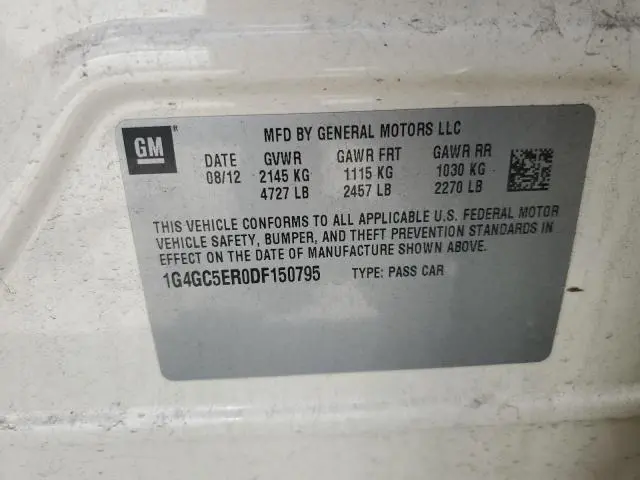 GM®
MFD BY GENERAL MOTORS LLC
DATE GVWR GAWR FRT GAWR RR
08/12 2145 KG 1115 KG 1030 KG
4727 LB 2457 LB 2270 LB
THIS VEHICLE CONFORMS TO ALL APPLICABLE U.S. FEDERAL MOTOR
VEHICLE SAFETY, BUMPER, AND THEFT PREVENTION STANDARDS IN
EFFECT ON THE DATE OF MANUFACTURE SHOWN ABOVE.
1G4GC5ER0DF150795 TYPE: PASS CAR